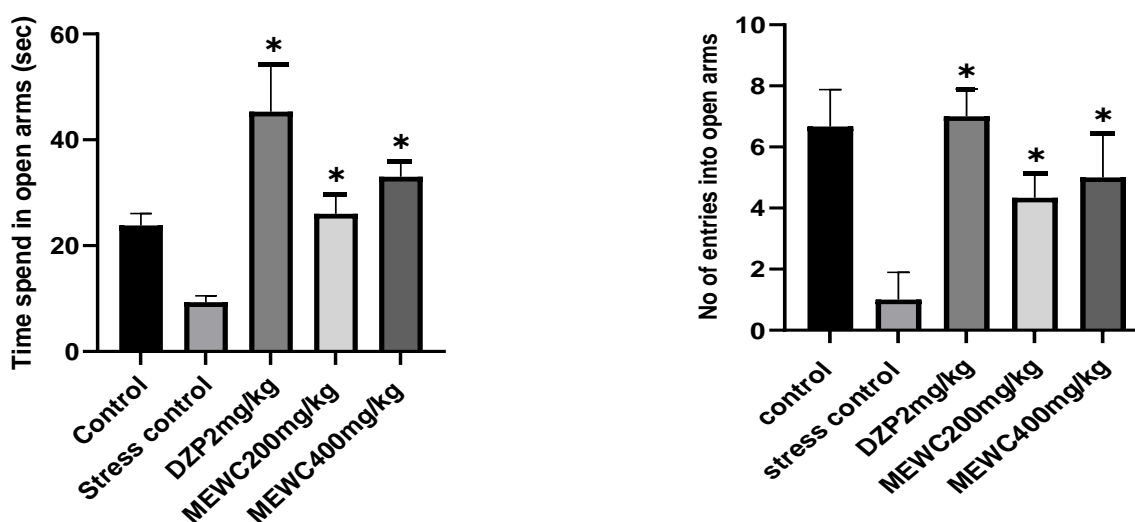 Time spend in open arms (sec)
60
40
20
0
*
*
*
Control
Stress control
DZP2mg/kg
MEWC200mg/kg
MEWC400mg/kg
No of entries into open arms
10
8
6
4
2
0
*
*
*
control
stress control
DZP2mg/kg
MEWC200mg/kg
MEWC400mg/kg